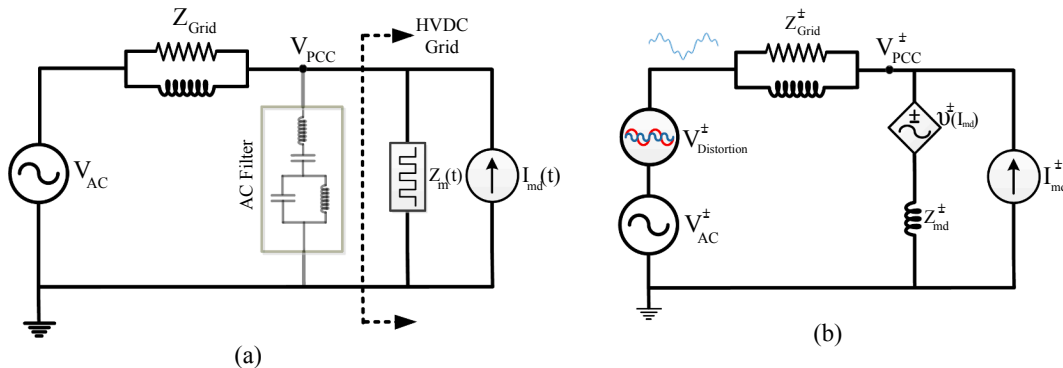 Z_Grid
V_PCC
HVDC
Grid
V_AC
AC Filter
Z_m(t)
I_md(t)
(a)
Z^±_Grid
V^±_PCC
V^±_Distortion
V^±_AC
±
υ^±(I_md)
Z^±_md
I^±_md
(b)